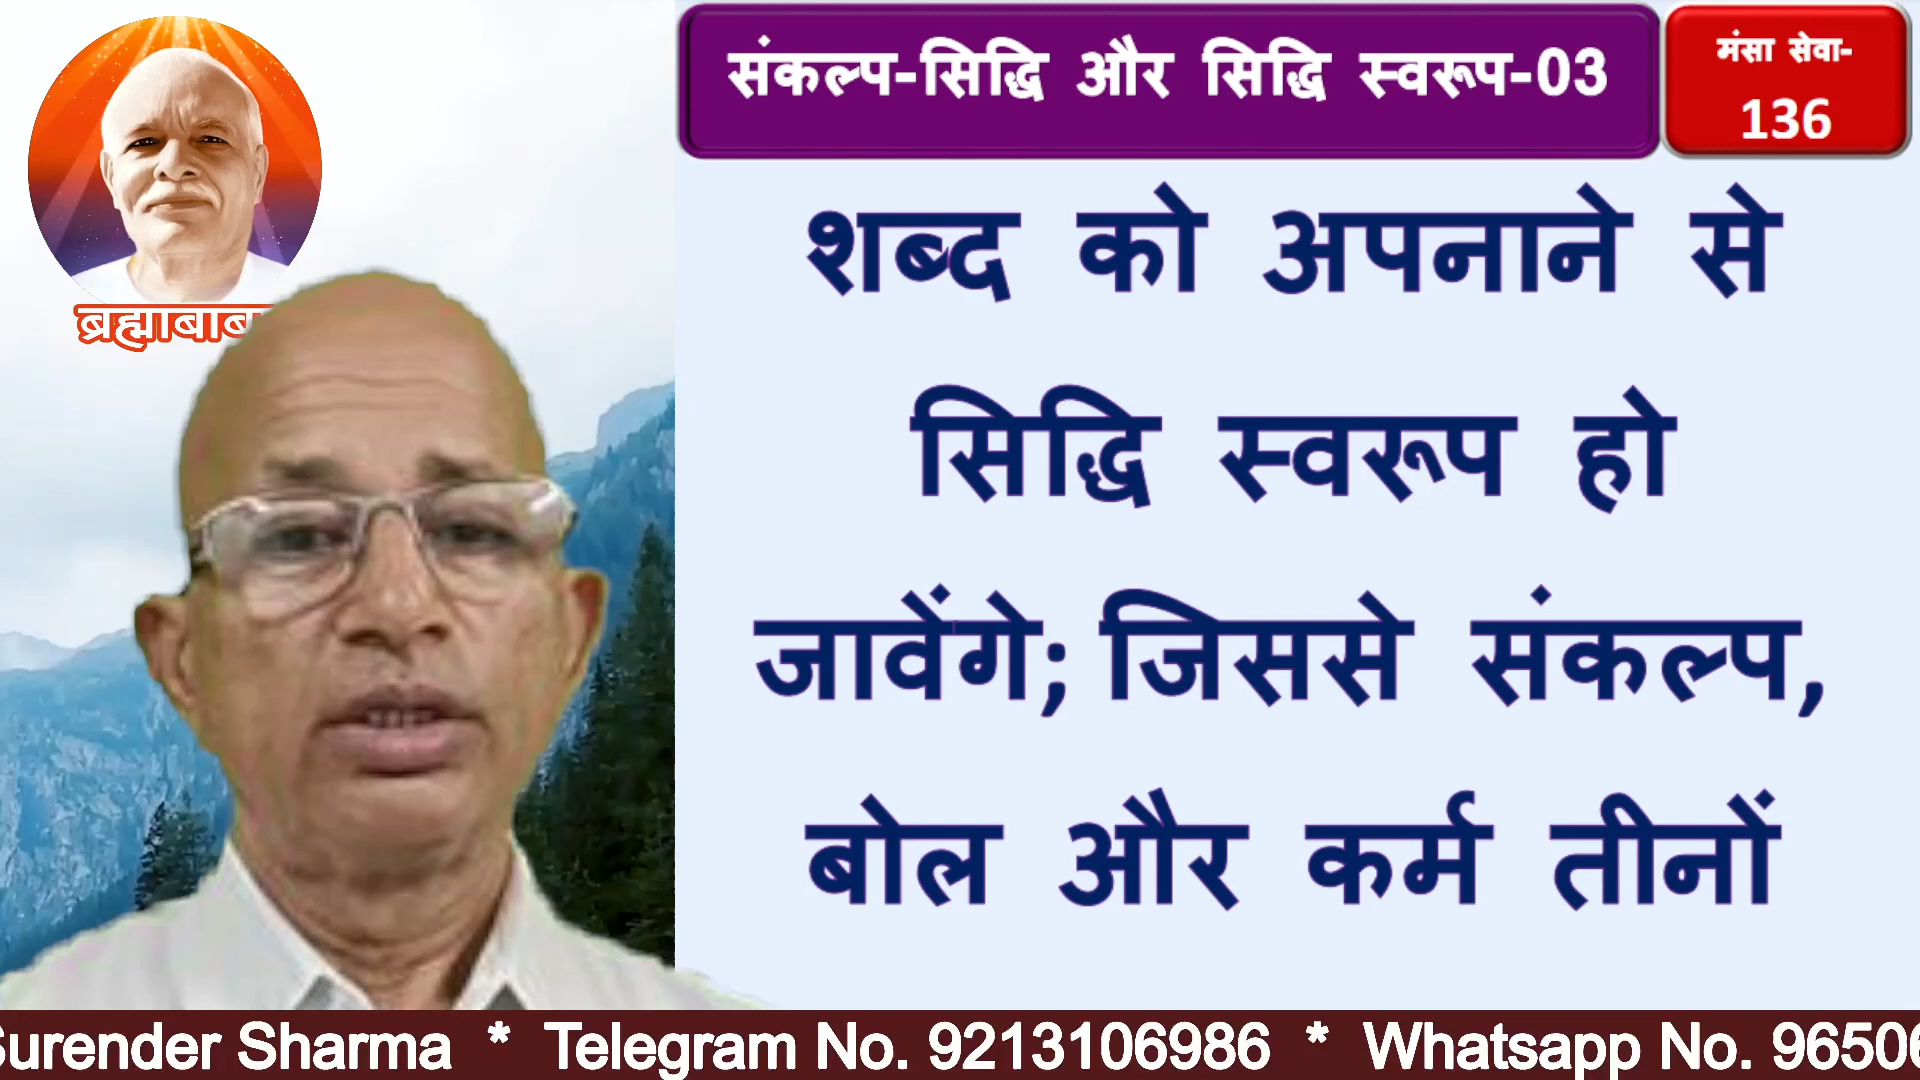 संकल्प-सिद्धि और सिद्धि स्वरूप-03
मंसा सेवा-
136
शब्द को अपनाने से
सिद्धि स्वरूप हो
जावेंगे; जिससे संकल्प,
बोल और कर्म तीनों
Surender Sharma * Telegram No. 9213106986 * Whatsapp No. 9650